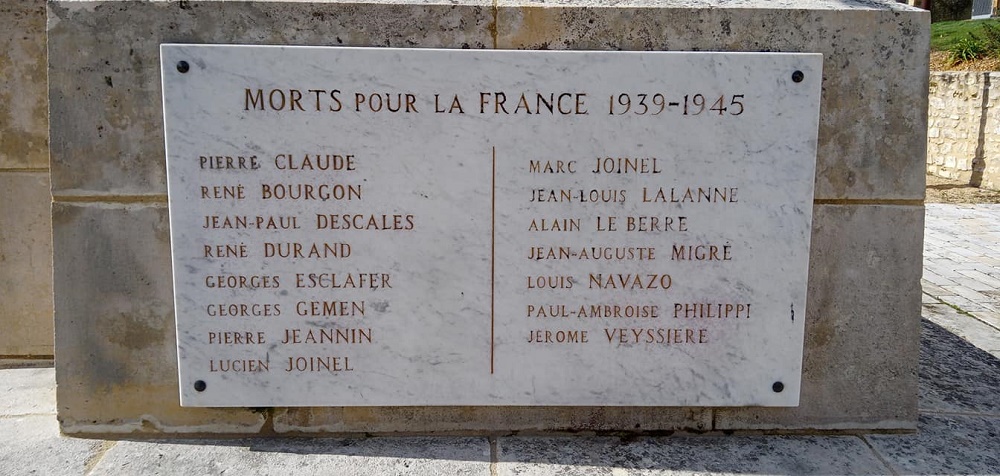 MORTS POUR LA FRANCE 1939-1945
PIERRE CLAUDE
RENÉ BOURGON
JEAN-PAUL DESCALES
RENÉ DURAND
GEORGES ESCLAFER
GEORGES GEMEN
PIERRE JEANNIN
LUCIEN JOINEL
MARC JOINEL
JEAN-LOUIS LALANNE
ALAIN LE BERRE
JEAN-AUGUSTE MIGRÉ
LOUIS NAVAZO
PAUL-AMBROISE PHILIPPI
JEROME VEYSSIERE